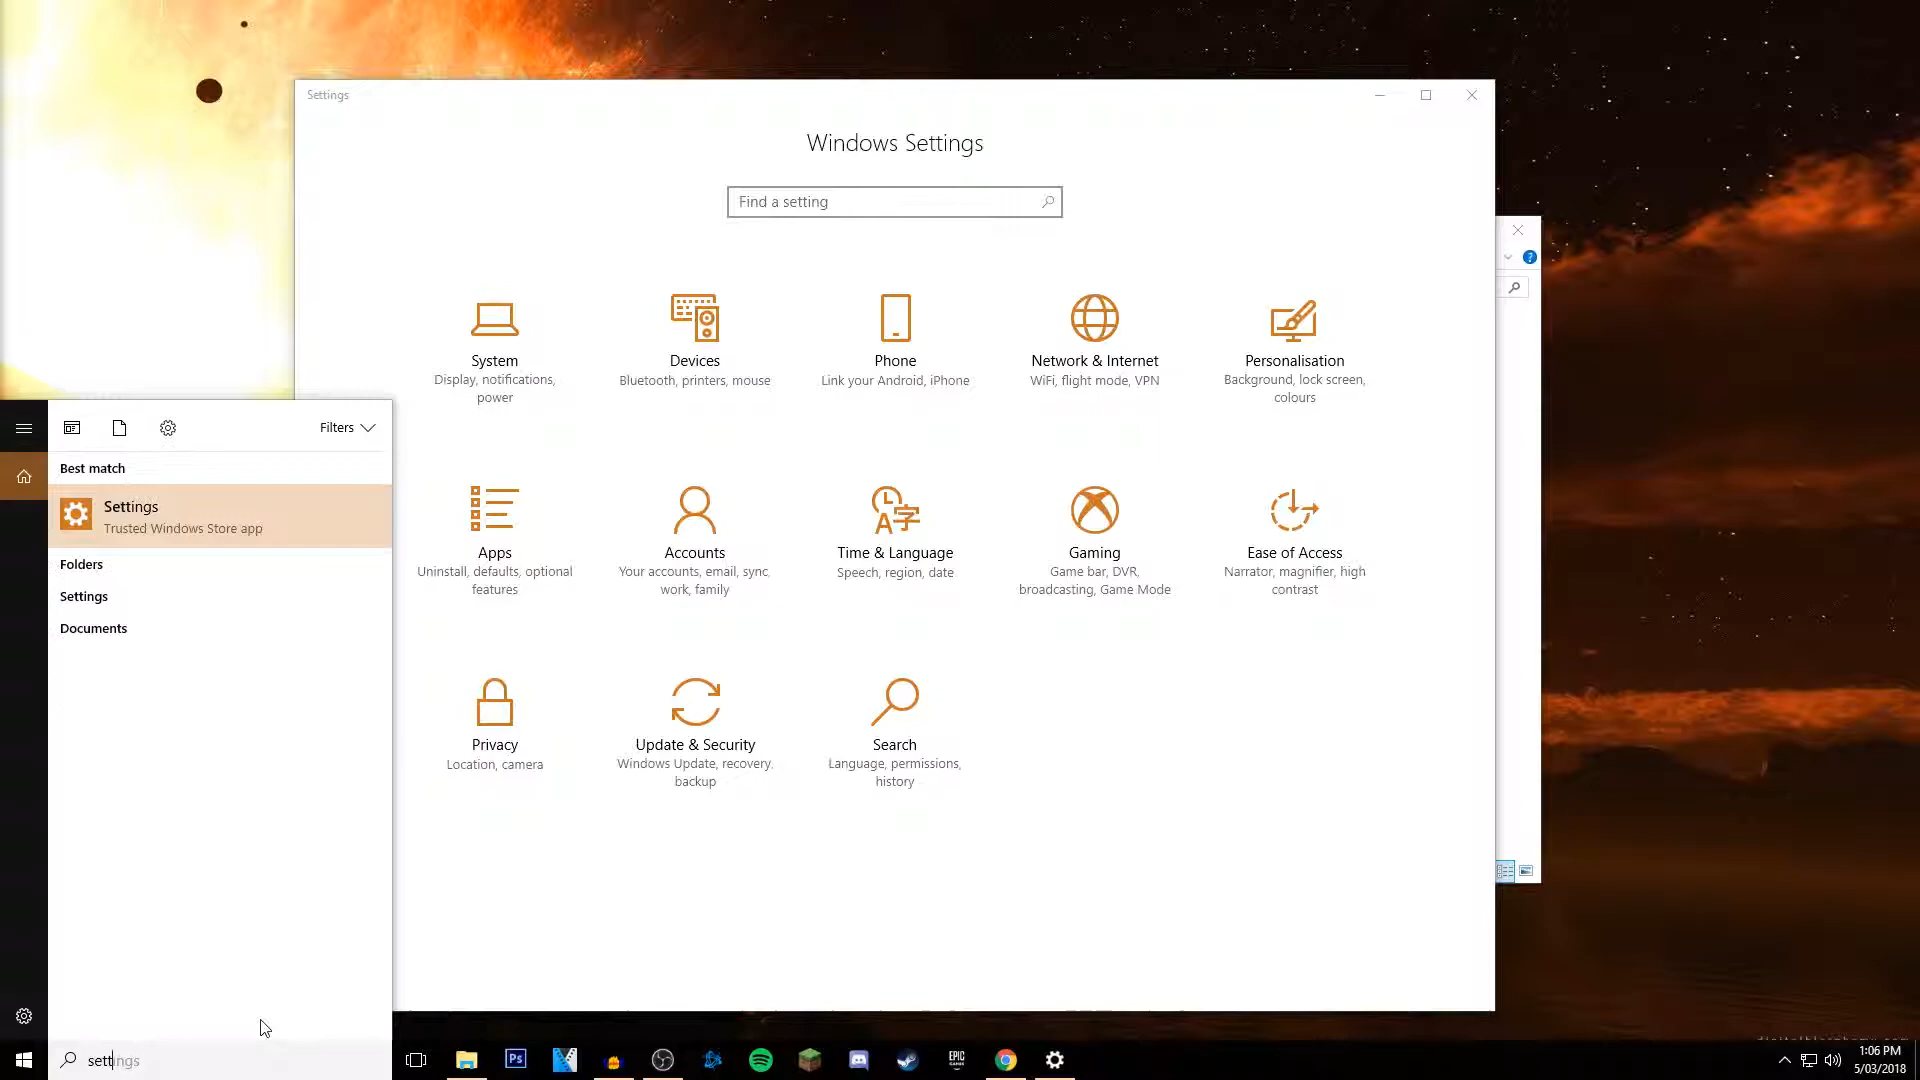 Settings
Windows Settings
Find a setting
System
Display, notifications,
power
Devices
Bluetooth, printers, mouse
Phone
Link your Android, iPhone
Network & Internet
WiFi, flight mode, VPN
Personalisation
Background, lock screen,
colours
Apps
Uninstall, defaults, optional
features
Accounts
Your accounts, email, sync,
work, family
Time & Language
Speech, region, date
Gaming
Game bar, DVR,
broadcasting, Game Mode
Ease of Access
Narrator, magnifier, high
contrast
Privacy
Location, camera
Update & Security
Windows Update, recovery,
backup
Search
Language, permissions,
history
Filters
Best match
Settings
Trusted Windows Store app
Folders
Settings
Documents
settings
Ps
EPIC
GAMES
1:06 PM
5/03/2018